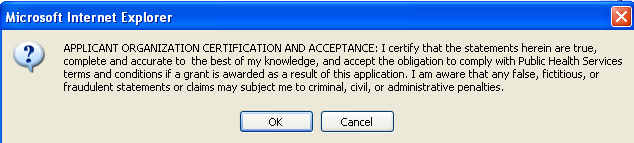 Microsoft Internet Explorer
APPLICANT ORGANIZATION CERTIFICATION AND ACCEPTANCE: I certify that the statements herein are true,
complete and accurate to  the best of my knowledge, and accept the obligation to comply with Public Health Services
terms and conditions if a grant is awarded as a result of this application. I am aware that any false, fictitious, or
fraudulent statements or claims may subject me to criminal, civil, or administrative penalties.
OK
Cancel